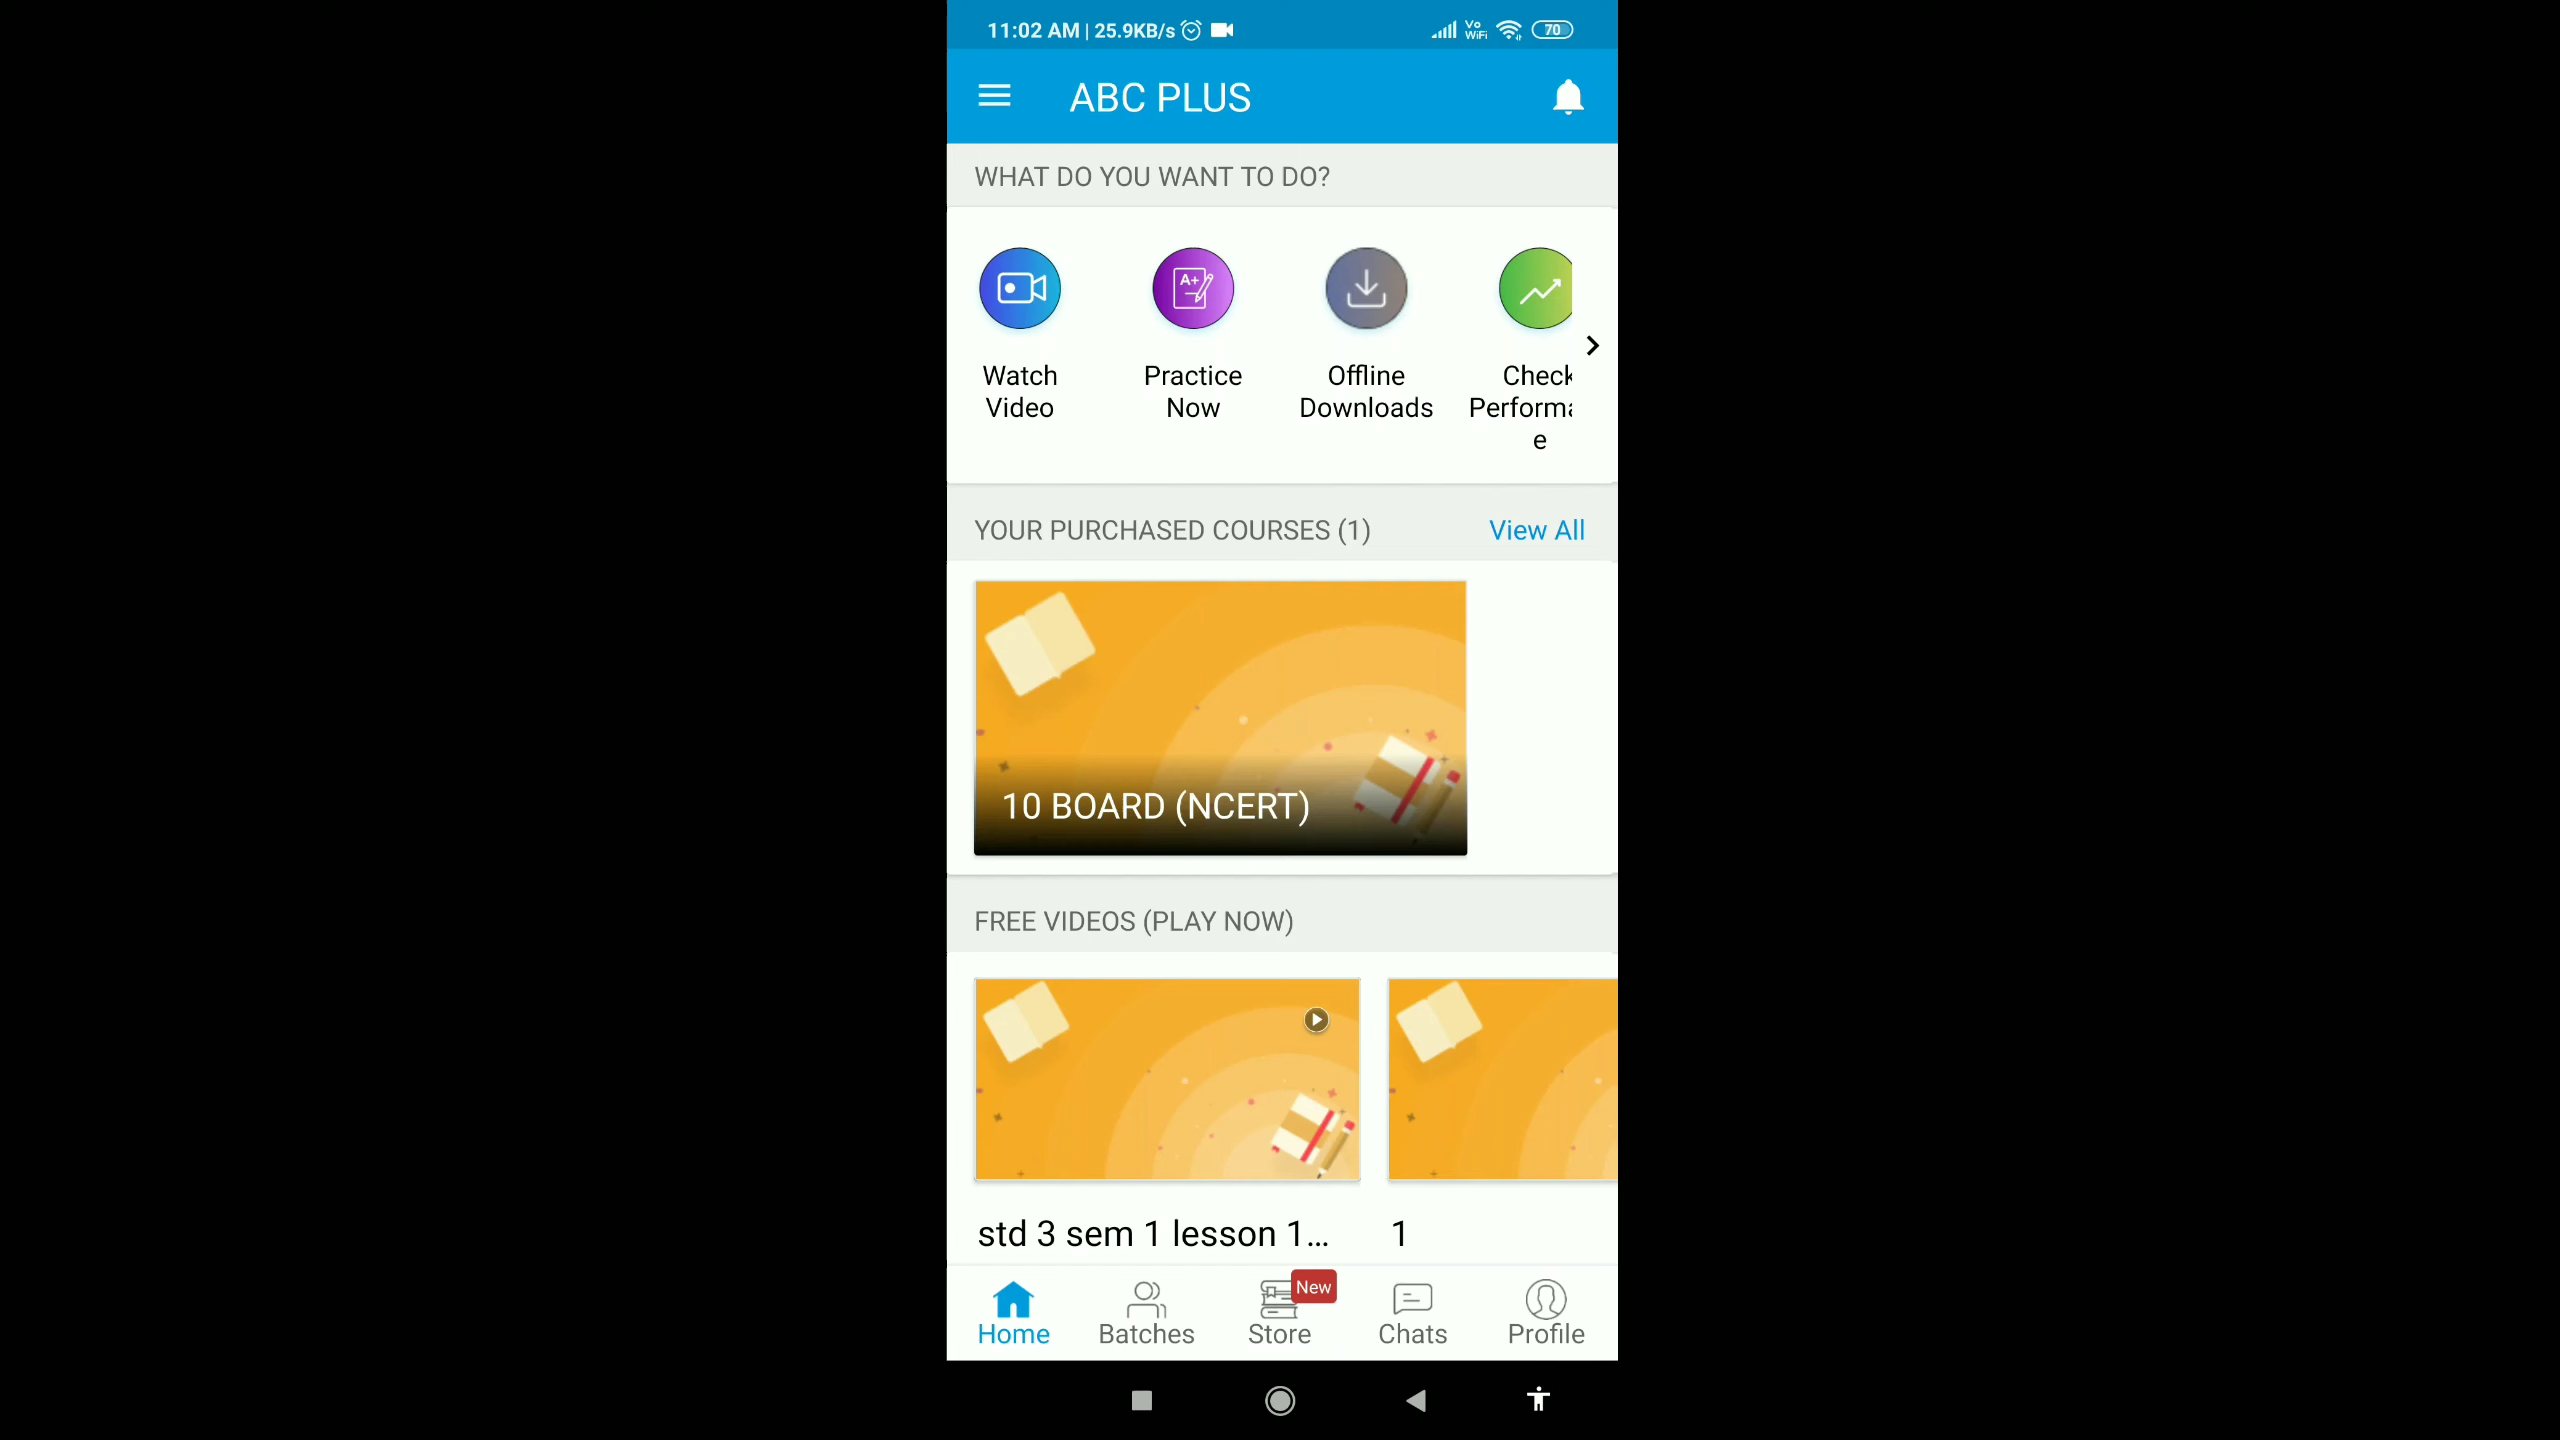 11:02 AM | 25.9KB/s Vo WiFi 70
ABC PLUS
WHAT DO YOU WANT TO DO?
Watch Video
Practice Now
Offline Downloads
Check
YOUR PURCHASED COURSES (1) View All
10 BOARD (NCERT)
FREE VIDEOS (PLAY NOW)
std 3 sem 1 lesson 1...
1
New
Home Batches Store Chats Profile
A+